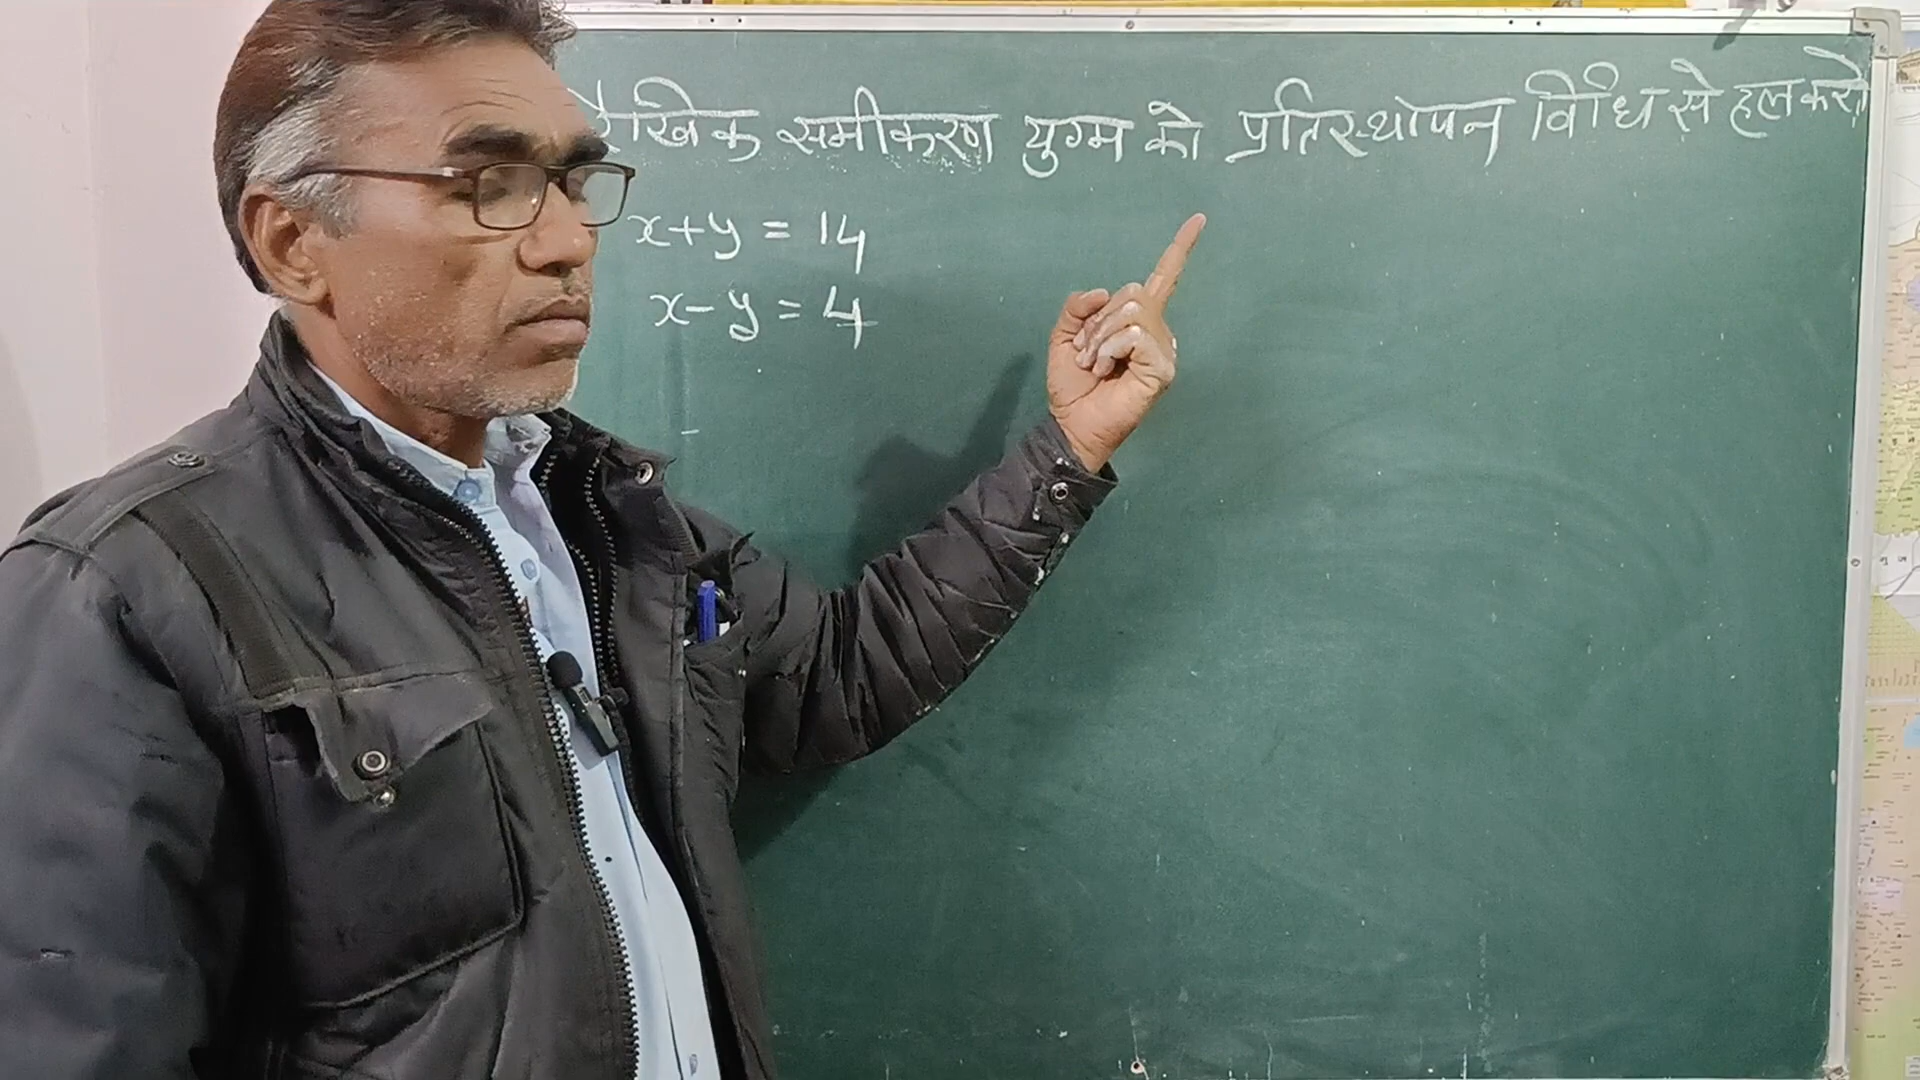 रैखिक समीकरण युग्म को प्रतिस्थापन विधि से हल करो
x+y = 14
x-y = 4